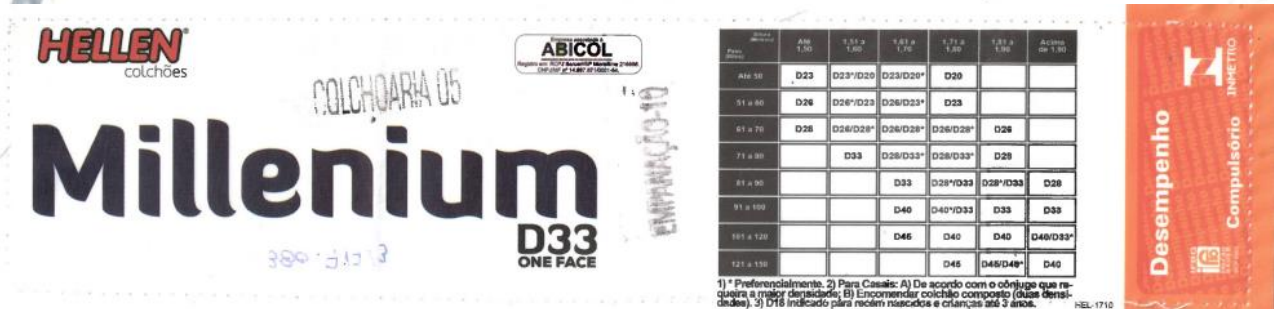 HELLEN®
colchões
ABICOL
COLCHOARIA 05
EMPANAÇÃO-10
Millenium
D33
ONE FACE
Até 1,50 1,51 a 1,60 1,61 a 1,70 1,71 a 1,80 1,81 a 1,90 Acima de 1,90
Até 50 D23 D23*/D20 D23/D20* D20
51 a 60 D26 D26*/D23 D26/D23* D23
61 a 70 D28 D26/D28* D26/D28* D26/D28* D26
71 a 80 D33 D28/D33* D28/D33* D28
81 a 90 D33 D28*/D33 D28*/D33 D28
91 a 100 D40 D40*/D33 D33 D33
101 a 120 D45 D40 D40 D40/D33*
121 a 150 D45 D45/D40* D40
1) * Preferencialmente. 2) Para Casais: A) De acordo com o cônjuge que re-
queira a maior densidade; B) Encomendar colchão composto (duas densi-
dades). 3) D18 indicado para recém nascidos e crianças até 3 anos.
HEL-1710
Desempenho
Compulsório
INMETRO